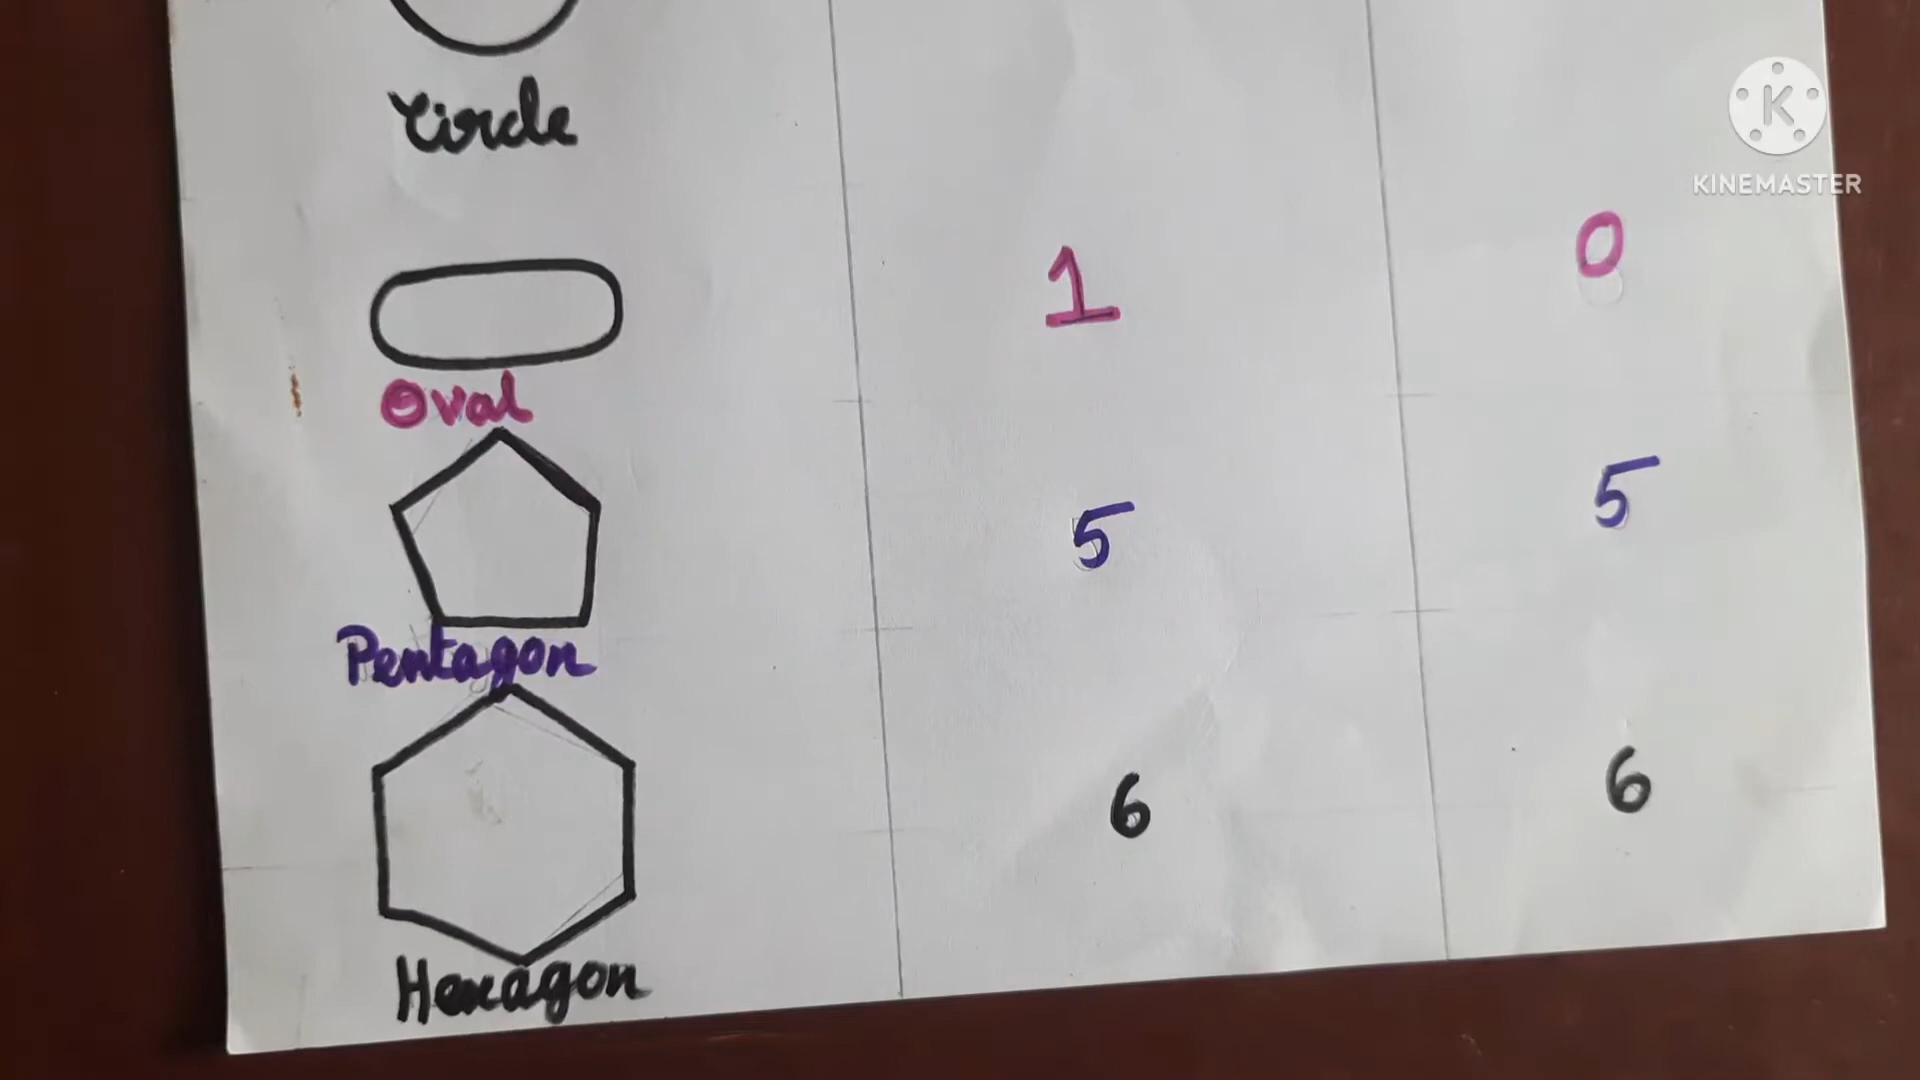 Circle
K
KINEMASTER
1 0
Oval
5 5
Pentagon
6 6
Hexagon